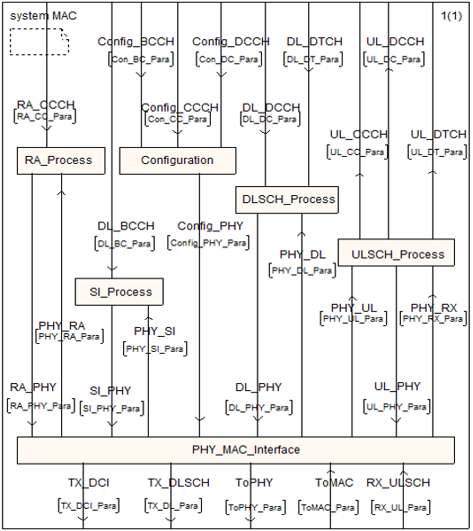 system MAC
1(1)
Config_BCCH
[Con_BC_Para]
Config_DCCH
[Con_DC_Para]
DL_DTCH
[DL_DT_Para]
UL_DCCH
[UL_DC_Para]
RA_CCCH
[RA_CC_Para]
Config_CCCH
[Con_CC_Para]
DL_DCCH
[DL_DC_Para]
UL_CCCH
[UL_CC_Para]
UL_DTCH
[UL_DT_Para]
RA_Process
Configuration
DLSCH_Process
DL_BCCH
[DL_BC_Para]
Config_PHY
[Config_PHY_Para]
PHY_DL
[PHY_DL_Para]
ULSCH_Process
SI_Process
PHY_RA
[PHY_RA_Para]
PHY_SI
[PHY_SI_Para]
PHY_UL
[PHY_UL_Para]
PHY_RX
[PHY_RX_Para]
RA_PHY
[RA_PHY_Para]
SI_PHY
[SI_PHY_Para]
DL_PHY
[DL_PHY_Para]
UL_PHY
[UL_PHY_Para]
PHY_MAC_Interface
TX_DCI
[TX_DCI_Para]
TX_DLSCH
[TX_DL_Para]
ToPHY
[ToPHY_Para]
ToMAC
[ToMAC_Para]
RX_ULSCH
[RX_UL_Para]